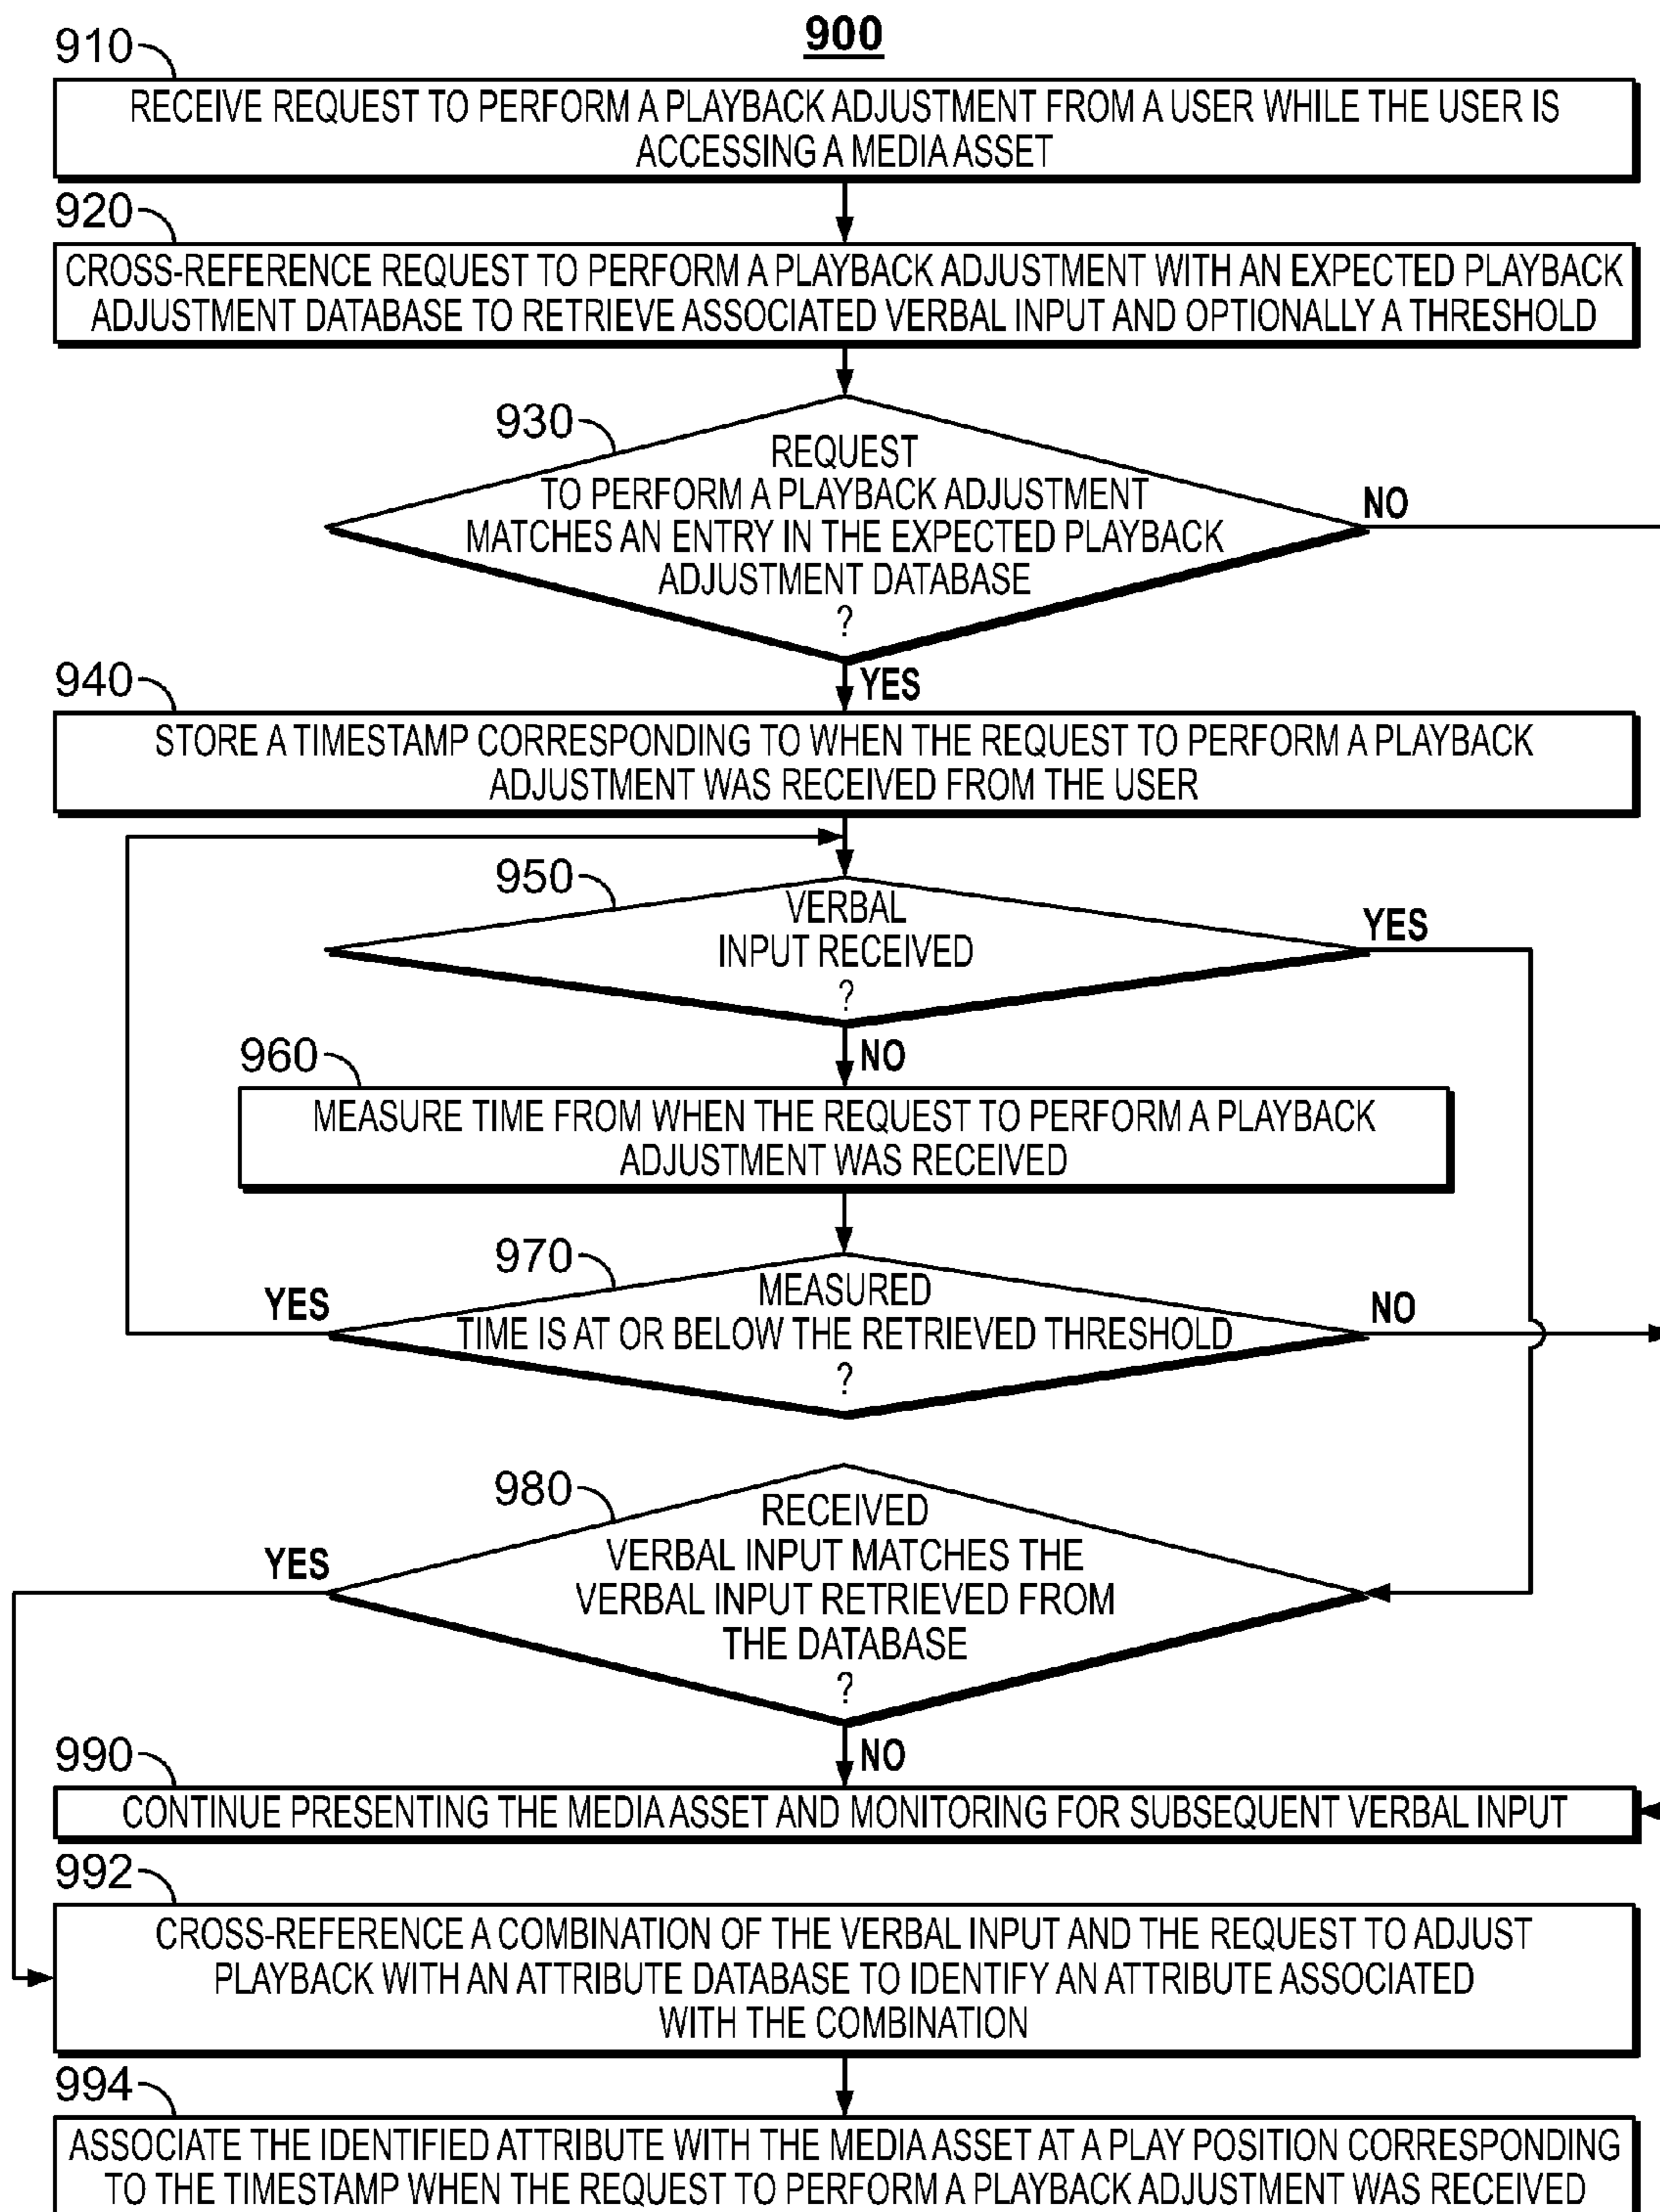 900
910
RECEIVE REQUEST TO PERFORM A PLAYBACK ADJUSTMENT FROM A USER WHILE THE USER IS
ACCESSING A MEDIA ASSET
920
CROSS-REFERENCE REQUEST TO PERFORM A PLAYBACK ADJUSTMENT WITH AN EXPECTED PLAYBACK
ADJUSTMENT DATABASE TO RETRIEVE ASSOCIATED VERBAL INPUT AND OPTIONALLY A THRESHOLD
930
REQUEST
TO PERFORM A PLAYBACK ADJUSTMENT
MATCHES AN ENTRY IN THE EXPECTED PLAYBACK
ADJUSTMENT DATABASE
?
NO
YES
940
STORE A TIMESTAMP CORRESPONDING TO WHEN THE REQUEST TO PERFORM A PLAYBACK
ADJUSTMENT WAS RECEIVED FROM THE USER
950
VERBAL
INPUT RECEIVED
?
YES
NO
960
MEASURE TIME FROM WHEN THE REQUEST TO PERFORM A PLAYBACK
ADJUSTMENT WAS RECEIVED
970
MEASURED
TIME IS AT OR BELOW THE RETRIEVED THRESHOLD
?
YES
NO
980
RECEIVED
VERBAL INPUT MATCHES THE
VERBAL INPUT RETRIEVED FROM
THE DATABASE
?
YES
NO
990
CONTINUE PRESENTING THE MEDIA ASSET AND MONITORING FOR SUBSEQUENT VERBAL INPUT
992
CROSS-REFERENCE A COMBINATION OF THE VERBAL INPUT AND THE REQUEST TO ADJUST
PLAYBACK WITH AN ATTRIBUTE DATABASE TO IDENTIFY AN ATTRIBUTE ASSOCIATED
WITH THE COMBINATION
994
ASSOCIATE THE IDENTIFIED ATTRIBUTE WITH THE MEDIA ASSET AT A PLAY POSITION CORRESPONDING
TO THE TIMESTAMP WHEN THE REQUEST TO PERFORM A PLAYBACK ADJUSTMENT WAS RECEIVED